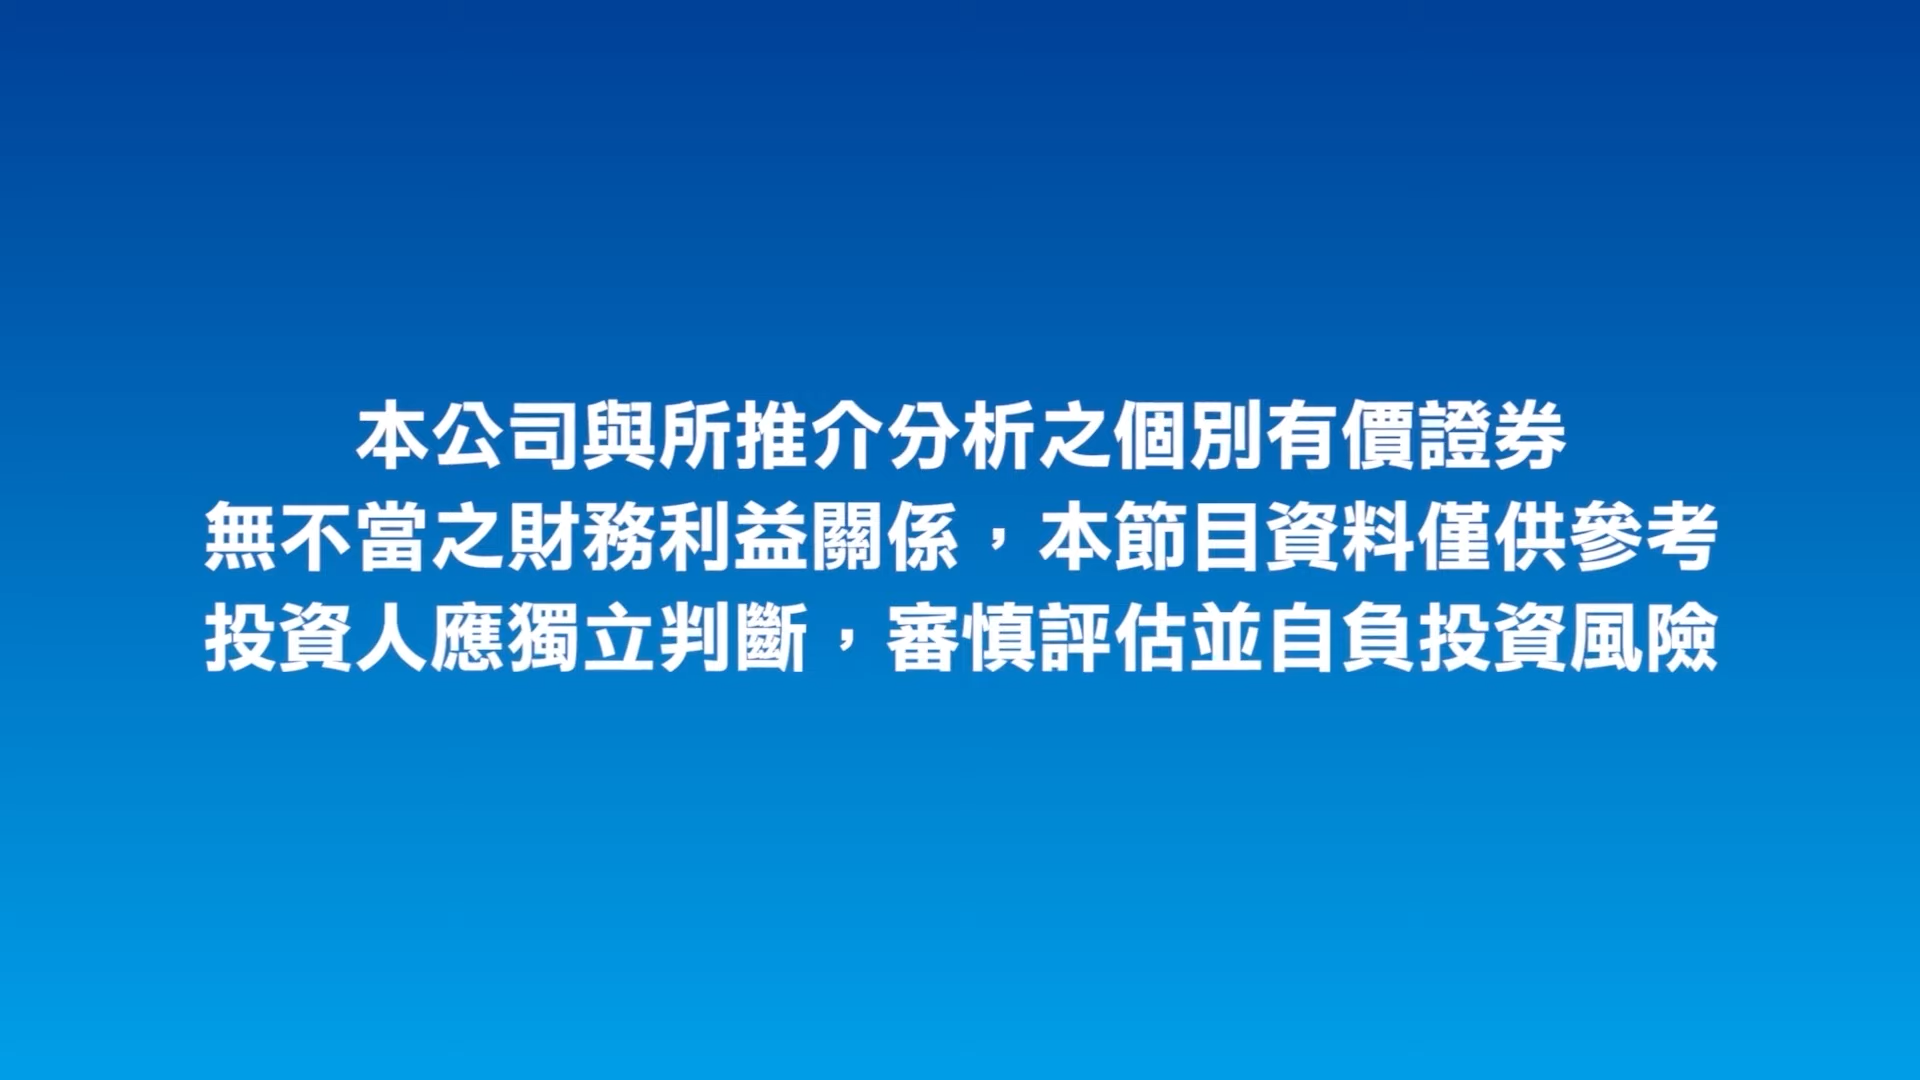 本公司與所推介分析之個別有價證券
無不當之財務利益關係，本節目資料僅供參考
投資人應獨立判斷，審慎評估並自負投資風險